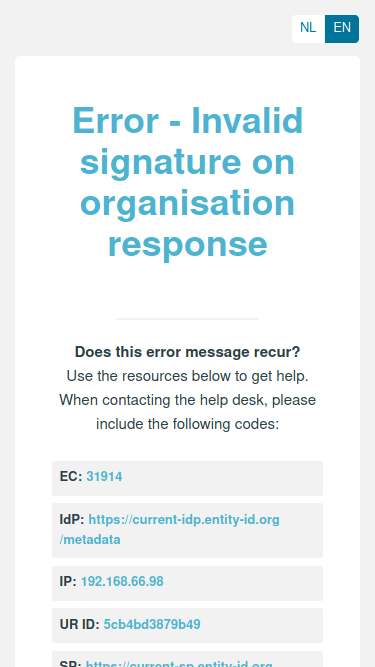 NL EN
Error - Invalid
signature on
organisation
response
Does this error message recur?
Use the resources below to get help.
When contacting the help desk, please
include the following codes:
EC: 31914
IdP: https://current-idp.entity-id.org
/metadata
IP: 192.168.66.98
UR ID: 5cb4bd3879b49
SP: https://current-sp.entity-id.org